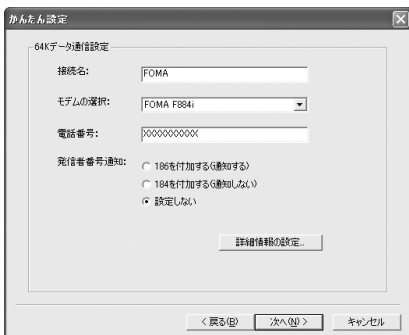 かんたん設定
64Kデータ通信設定
接続名: FOMA
モデムの選択: FOMA F884i
電話番号: XXXXXXXXXX
発信者番号通知: 186を付加する(通知する)
184を付加する(通知しない)
設定しない
詳細情報の設定...
< 戻る(B) 次へ(N) > キャンセル